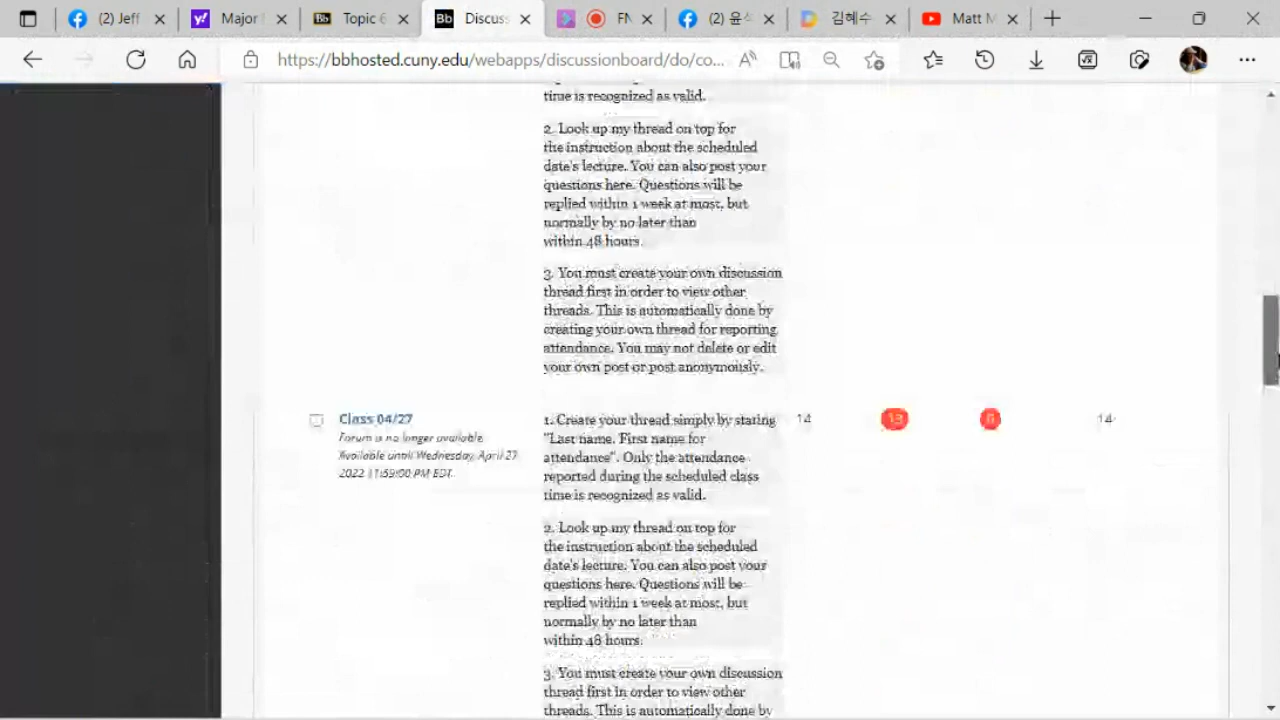 (2) Jeff
Major
Topic 6
Discuss
FN
(2) 윤수
김혜수
Matt M
https://bbhosted.cuny.edu/webapps/discussionboard/do/co...
time is recognized as valid.
2. Look up my thread on top for
the instruction about the scheduled
date's lecture. You can also post your
questions here. Questions will be
replied within 1 week at most, but
normally by no later than
within 48 hours.
3. You must create your own discussion
thread first in order to view other
threads. This is automatically done by
creating your own thread for reporting
attendance. You may not delete or edit
your own post or post anonymously.
Class 04/27
Forum is no longer available.
Available until Wednesday, April 27
2022 11:59:00 PM EDT.
1. Create your thread simply by staring
"Last name. First name for
attendance". Only the attendance
reported during the scheduled class
time is recognized as valid.
14
13
0
14
2. Look up my thread on top for
the instruction about the scheduled
date's lecture. You can also post your
questions here. Questions will be
replied within 1 week at most, but
normally by no later than
within 48 hours.
3. You must create your own discussion
thread first in order to view other
threads. This is automatically done by